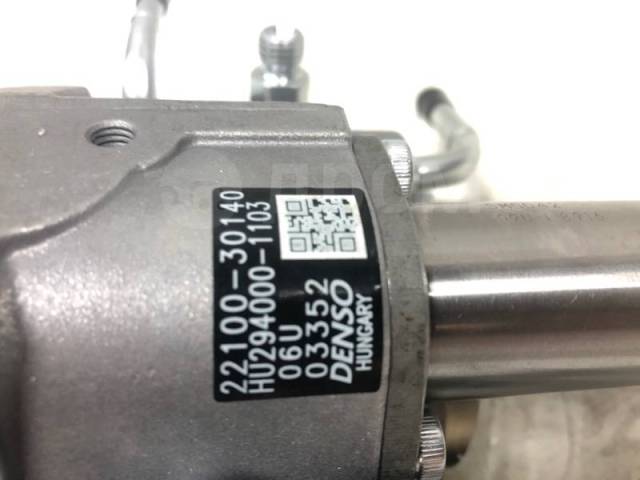 22100-30140
HU294000-1103
06U
03352
DENSO
HUNGARY